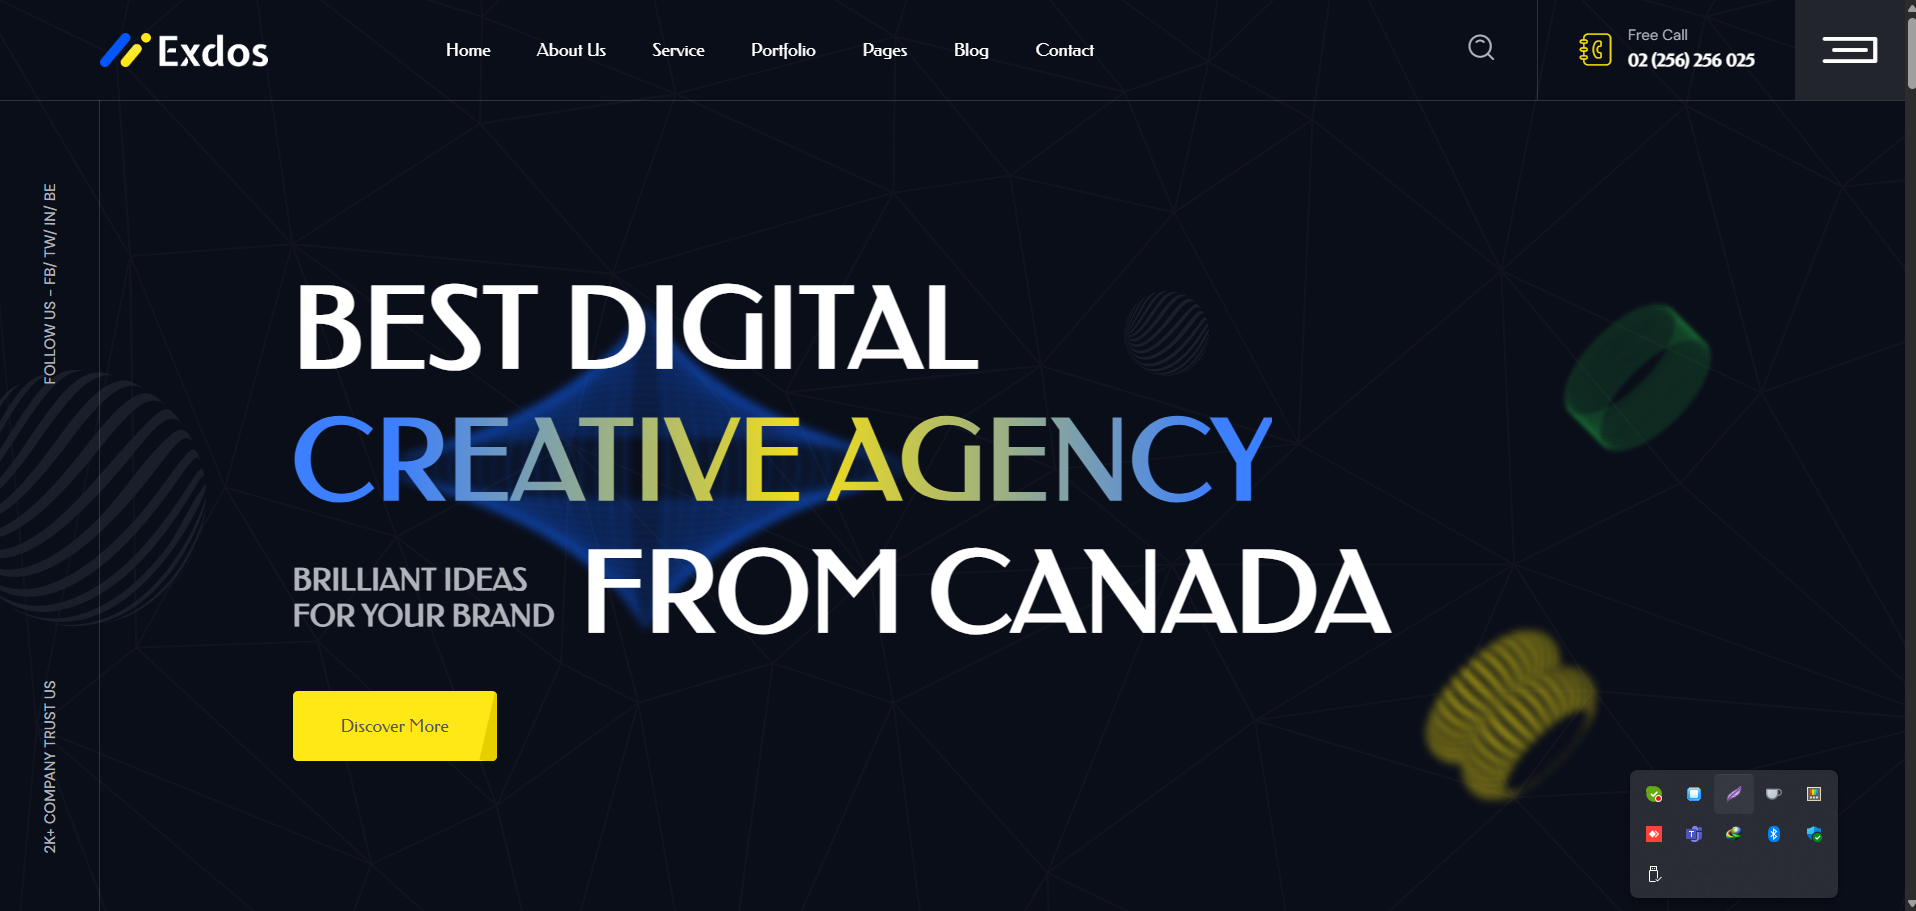 Exdos
Home
About Us
Service
Portfolio
Pages
Blog
Contact
Free Call
02 (256) 256 025
FOLLOW US - FB/ TW/ IN/ BE
2K+ COMPANY TRUST US
BEST DIGITAL
CREATIVE AGENCY
BRILLIANT IDEAS
FOR YOUR BRAND
FROM CANADA
Discover More